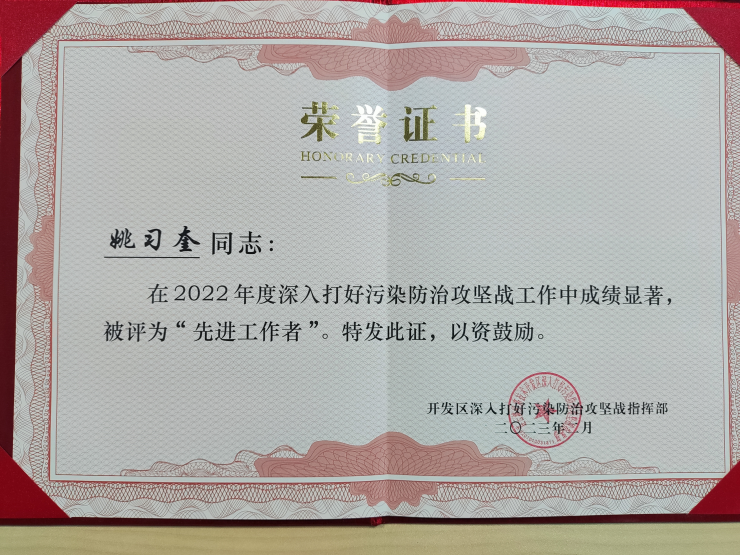 荣誉证书
HONORARY CREDENTIAL
姚习奎同志：
在2022年度深入打好污染防治攻坚战工作中成绩显著，
被评为“先进工作者”。特发此证，以资鼓励。
开发区深入打好污染防治攻坚战指挥部
二〇二三年二月